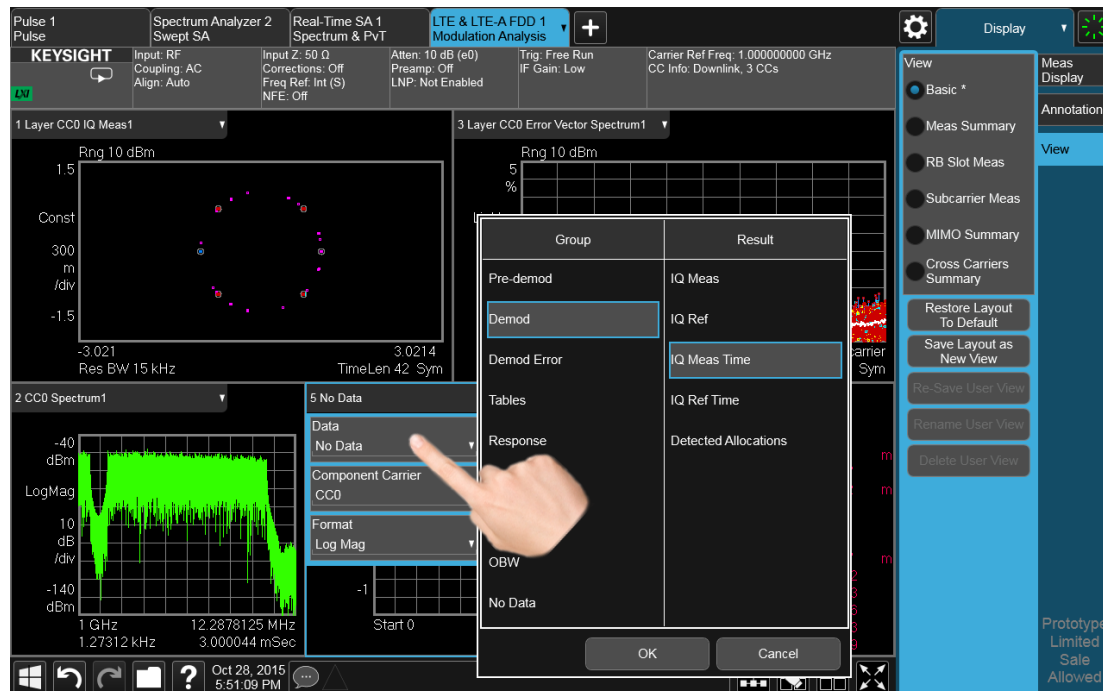 Pulse 1
Pulse
Spectrum Analyzer 2
Swept SA
Real-Time SA 1
Spectrum & PvT
LTE & LTE-A FDD 1
Modulation Analysis
Display
KEYSIGHT
LXI
Input: RF
Coupling: AC
Align: Auto
Input Z: 50 Ω
Corrections: Off
Freq Ref: Int (S)
NFE: Off
Atten: 10 dB (e0)
Preamp: Off
LNP: Not Enabled
Trig: Free Run
IF Gain: Low
Carrier Ref Freq: 1.000000000 GHz
CC Info: Downlink, 3 CCs
1 Layer CC0 IQ Meas1
Rng 10 dBm
1.5
Const
300
m
/div
-1.5
-3.021
3.0214
Res BW 15 kHz
TimeLen 42 Sym
3 Layer CC0 Error Vector Spectrum1
Rng 10 dBm
5
%
carrier
Sym
2 CC0 Spectrum1
-40
dBm
LogMag
10
dB
/div
-140
dBm
1 GHz
12.2878125 MHz
1.27312 kHz
3.000044 mSec
5 No Data
Data
No Data
Component Carrier
CC0
Format
Log Mag
-1
Start 0
m
m
m
2
3
6
3
9
Group
Result
Pre-demod
Demod
Demod Error
Tables
Response
OBW
No Data
IQ Meas
IQ Ref
IQ Meas Time
IQ Ref Time
Detected Allocations
OK
Cancel
View
Basic *
Meas Summary
RB Slot Meas
Subcarrier Meas
MIMO Summary
Cross Carriers
Summary
Restore Layout
To Default
Save Layout as
New View
Re-Save User View
Rename User View
Delete User View
Meas
Display
Annotation
View
Prototype
Limited
Sale
Allowed
?
Oct 28, 2015
5:51:09 PM